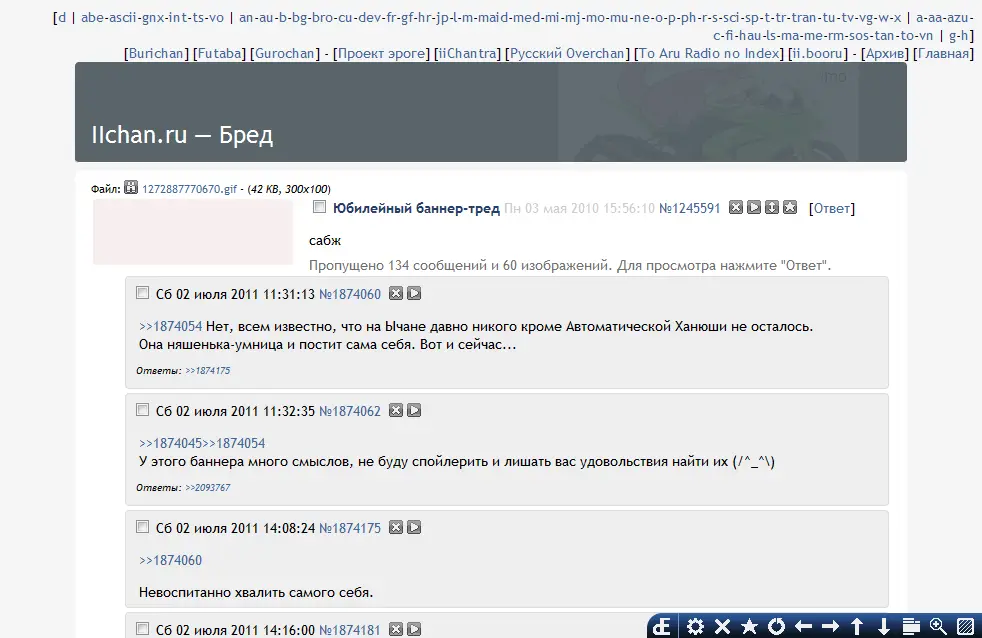 [d | abe-ascii-gnx-int-ts-vo | an-au-b-bg-bro-cu-dev-fr-gf-hr-jp-l-m-maid-med-mi-mj-mo-mu-ne-o-p-ph-r-s-sci-sp-t-tr-tran-tu-tv-vg-w-x | a-aa-azu-
c-fi-hau-ls-ma-me-rm-sos-tan-to-vn | g-h]
[Burichan] [Futaba] [Gurochan] - [Проект эроге] [iiChantra] [Русский Overchan] [To Aru Radio no Index] [ii.booru] - [Архив] [Главная]
IIchan.ru — Бред
Файл: 1272887770670.gif - (42 KB, 300x100)
Юбилейный баннер-тред Пн 03 мая 2010 15:56:10 №1245591 [Ответ]
сабж
Пропущено 134 сообщений и 60 изображений. Для просмотра нажмите "Ответ".
Сб 02 июля 2011 11:31:13 №1874060
>>1874054 Нет, всем известно, что на Ычане давно никого кроме Автоматической Ханюши не осталось.
Она няшенька-умница и постит сама себя. Вот и сейчас...
Ответы: >>1874175
Сб 02 июля 2011 11:32:35 №1874062
>>1874045>>1874054
У этого баннера много смыслов, не буду спойлерить и лишать вас удовольствия найти их (/^_^\)
Ответы: >>2093767
Сб 02 июля 2011 14:08:24 №1874175
>>1874060
Невоспитанно хвалить самого себя.
Сб 02 июля 2011 14:16:00 №1874181